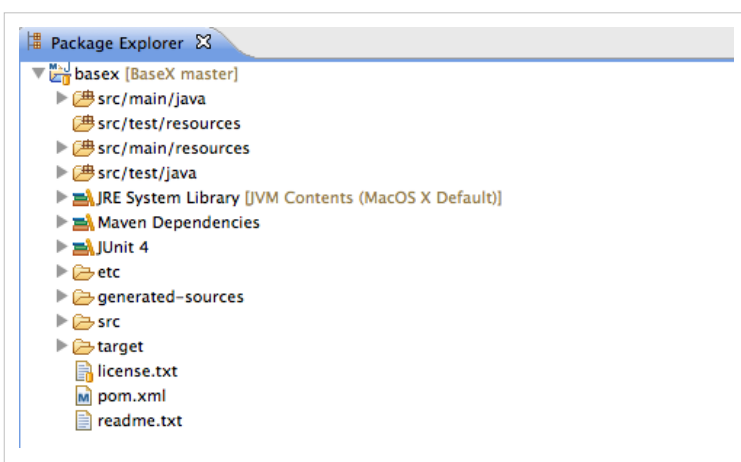 Package Explorer
basex [BaseX master]
src/main/java
src/test/resources
src/main/resources
src/test/java
JRE System Library [JVM Contents (MacOS X Default)]
Maven Dependencies
JUnit 4
etc
generated-sources
src
target
license.txt
pom.xml
readme.txt